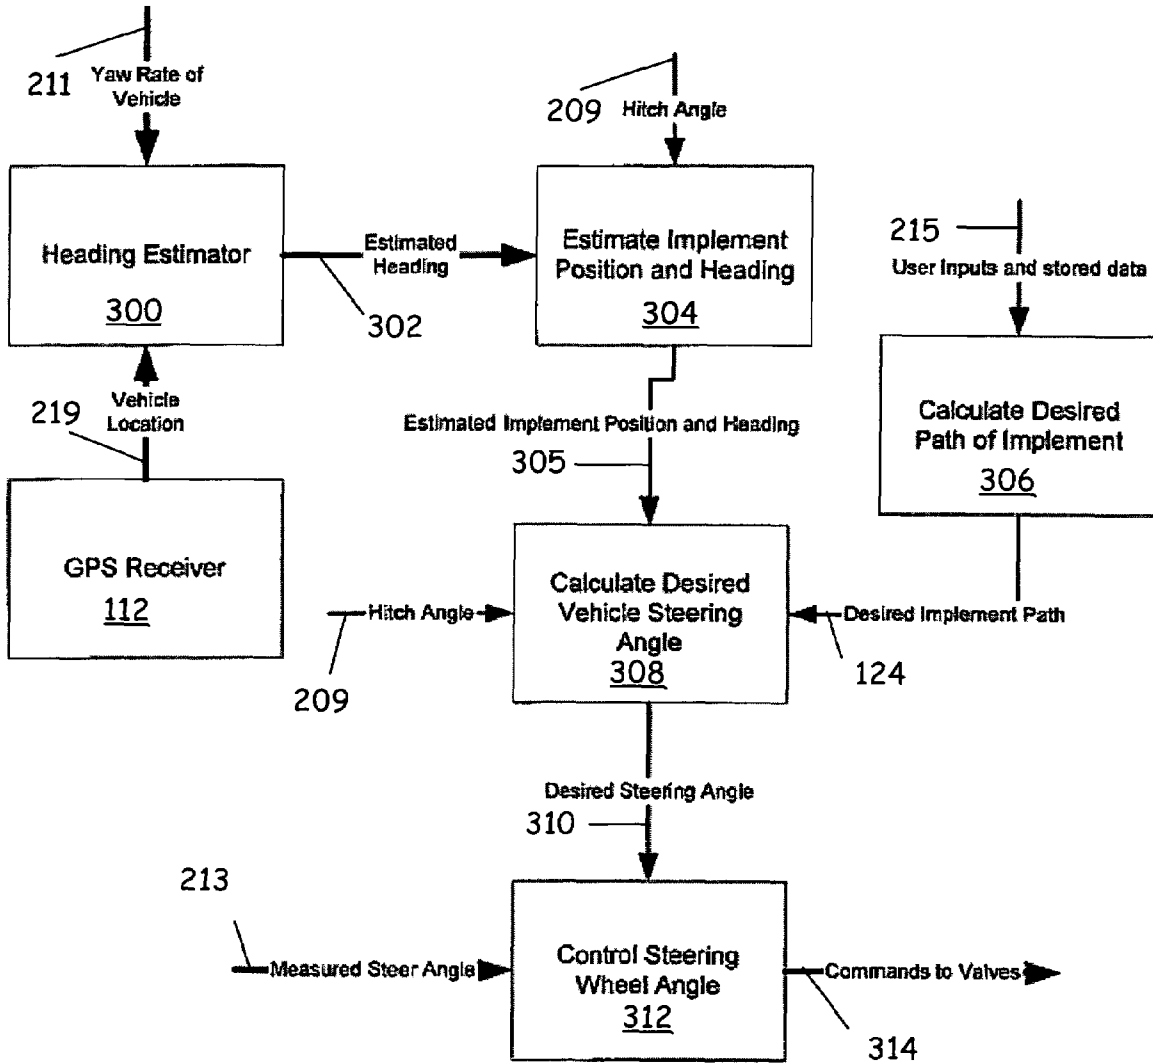 211
Yaw Rate of
Vehicle
209
Hitch Angle
Heading Estimator
300
Estimated
Heading
302
Estimate Implement
Position and Heading
304
215
User Inputs and stored data
219
Vehicle
Location
Estimated Implement Position and Heading
305
Calculate Desired
Path of Implement
306
GPS Receiver
112
Hitch Angle
209
Calculate Desired
Vehicle Steering
Angle
308
Desired Implement Path
124
Desired Steering Angle
310
213
Measured Steer Angle
Control Steering
Wheel Angle
312
Commands to Valves
314